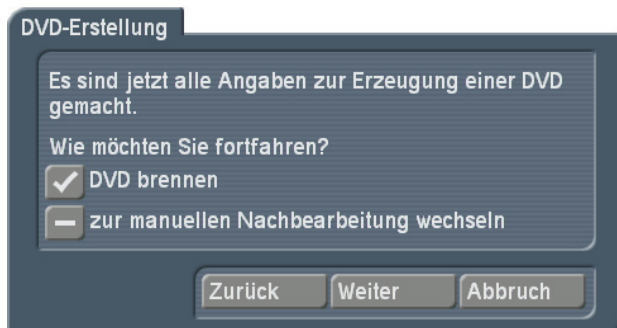 DVD-Erstellung
Es sind jetzt alle Angaben zur Erzeugung einer DVD
gemacht.
Wie möchten Sie fortfahren?
DVD brennen
zur manuellen Nachbearbeitung wechseln
Zurück Weiter Abbruch